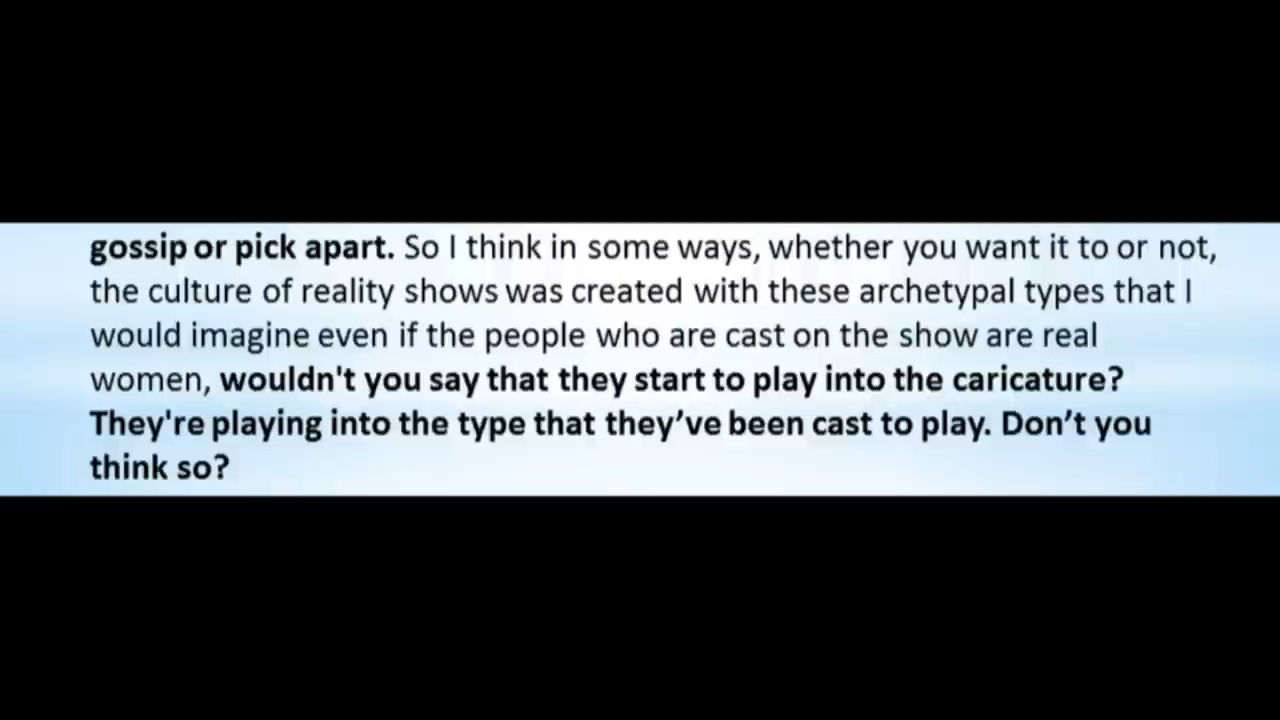 gossip or pick apart. So I think in some ways, whether you want it to or not,
the culture of reality shows was created with these archetypal types that I
would imagine even if the people who are cast on the show are real
women, wouldn't you say that they start to play into the caricature?
They're playing into the type that they’ve been cast to play. Don’t you
think so?